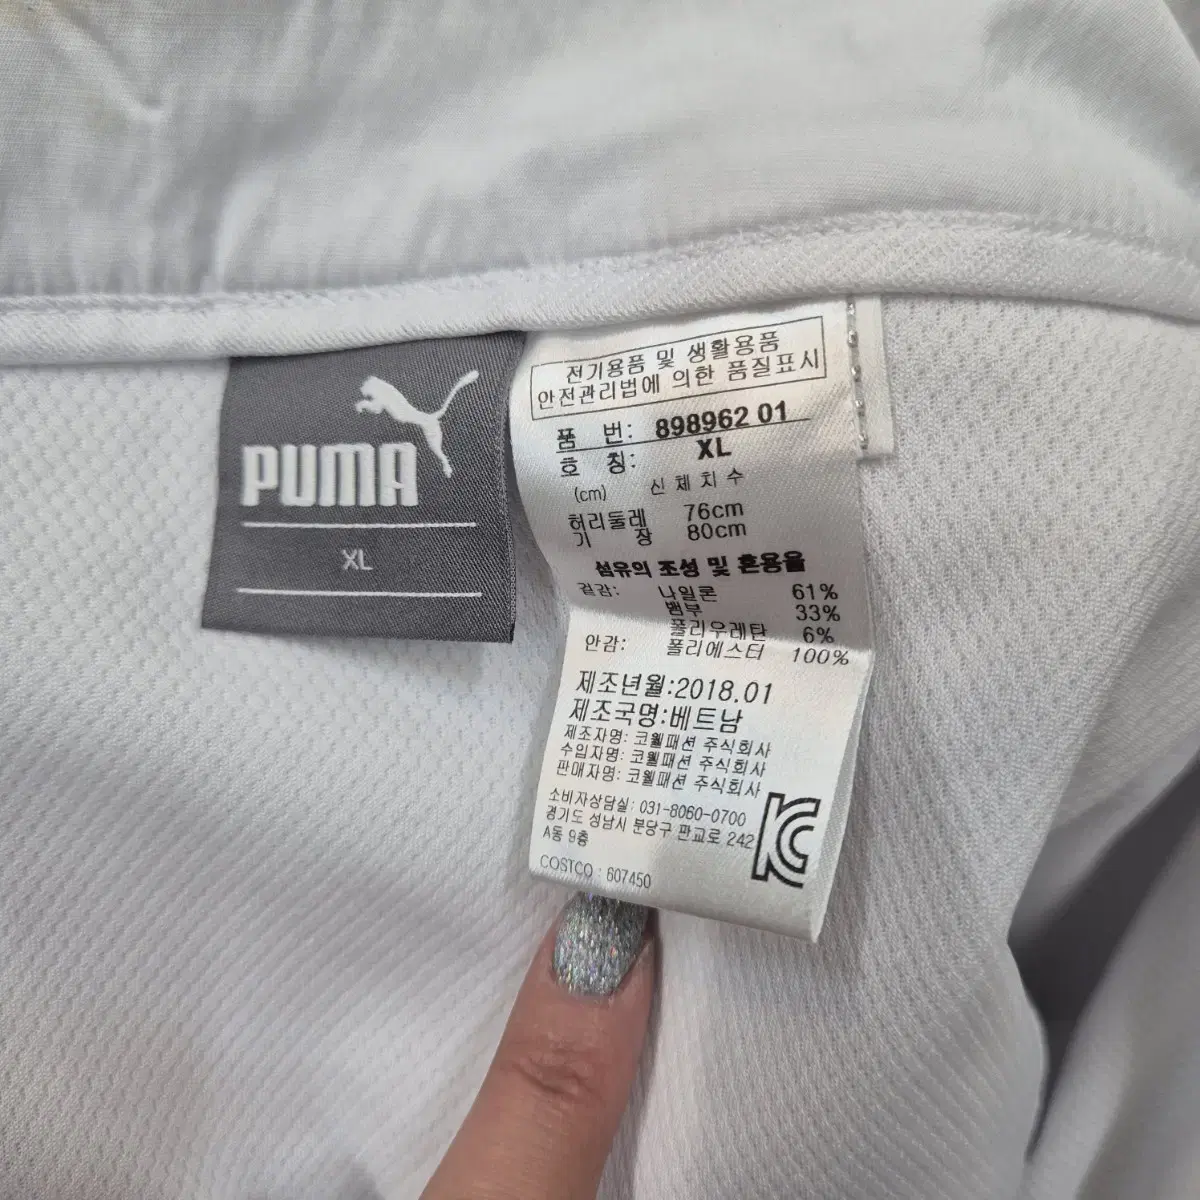 PUMA
XL
전기용품 및 생활용품
안전관리법에 의한 품질표시
품 번: 898962 01
호 칭: XL
(cm) 신체치수
허리둘레 76cm
기 장 80cm
섬유의 조성 및 혼용율
겉감: 나일론 61%
뱀부 33%
폴리우레탄 6%
안감: 폴리에스터 100%
제조년월:2018.01
제조국명:베트남
제조자명: 코웰패션 주식회사
수입자명: 코웰패션 주식회사
판매자명: 코웰패션 주식회사
소비자상담실: 031-8060-0700
경기도 성남시 분당구 판교로 242
A동 9층
COSTCO : 607450